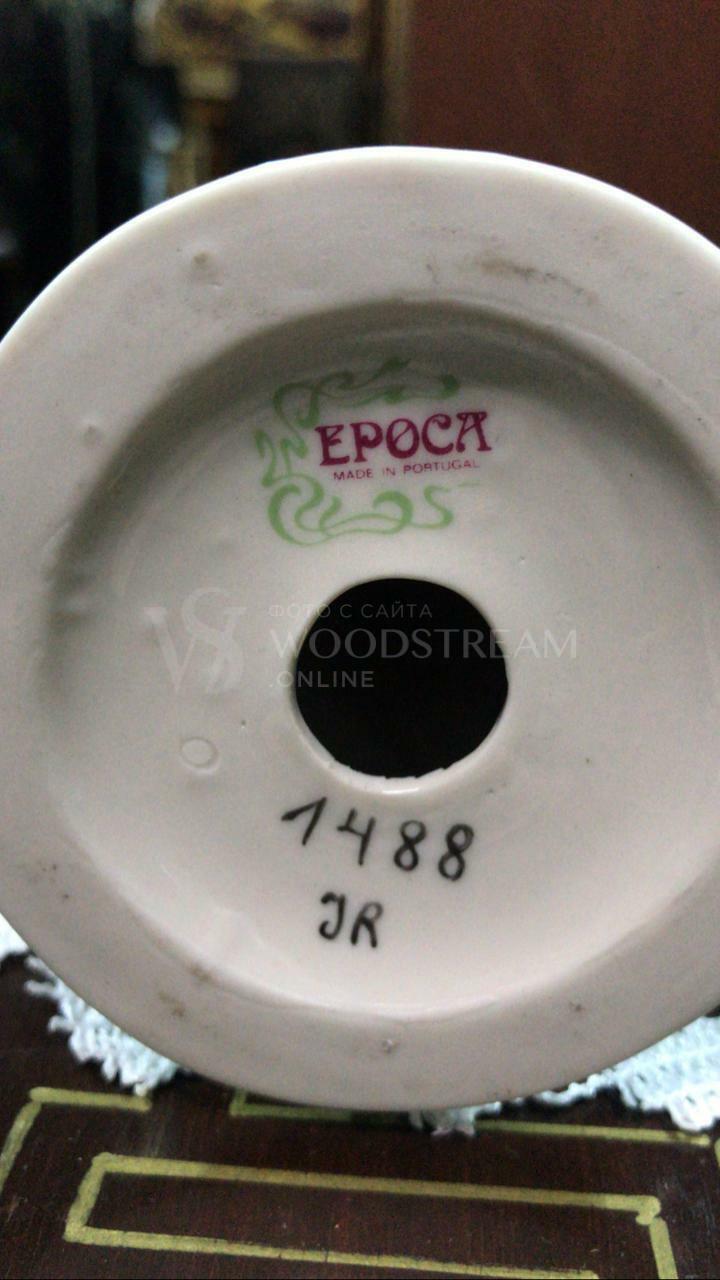 EPOCA
MADE IN PORTUGAL
ФОТО С САЙТА
WOODSTREAM
.ONLINE
1488
JR